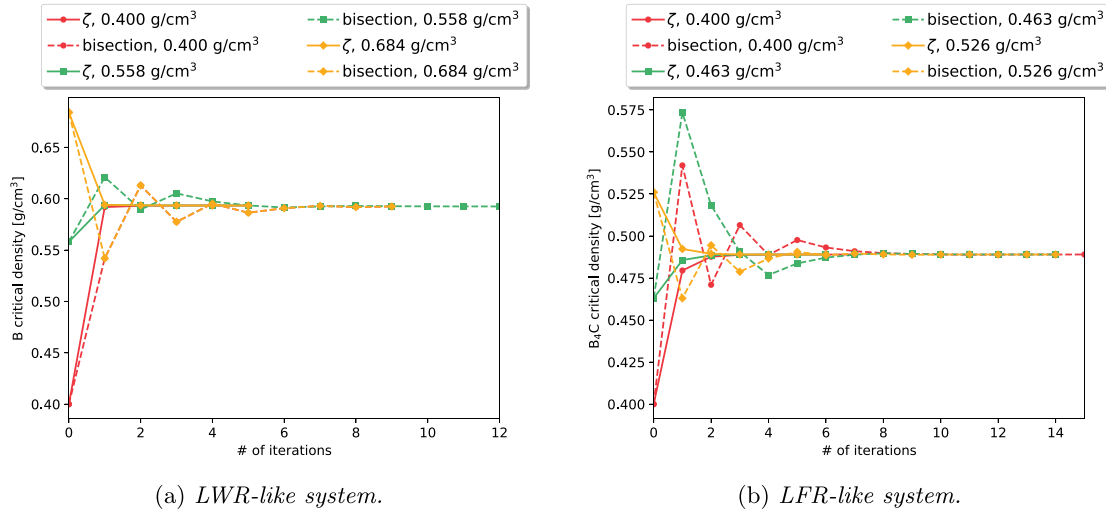 ζ, 0.400 g/cm³
bisection, 0.400 g/cm³
ζ, 0.558 g/cm³
bisection, 0.558 g/cm³
ζ, 0.684 g/cm³
bisection, 0.684 g/cm³
B critical density [g/cm³]
0.65
0.60
0.55
0.50
0.45
0.40
0 2 4 6 8 10 12
# of iterations
(a) LWR-like system.
ζ, 0.400 g/cm³
bisection, 0.400 g/cm³
ζ, 0.463 g/cm³
bisection, 0.463 g/cm³
ζ, 0.526 g/cm³
bisection, 0.526 g/cm³
B₄C critical density [g/cm³]
0.575
0.550
0.525
0.500
0.475
0.450
0.425
0.400
0 2 4 6 8 10 12 14
# of iterations
(b) LFR-like system.